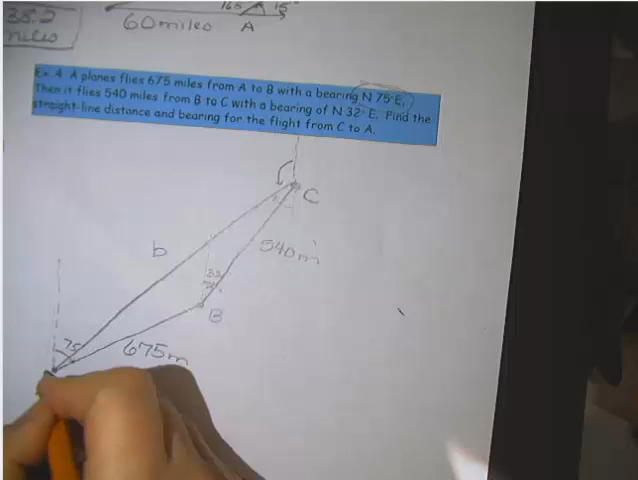 35.2
miles
165 15°
60miles A
Ex. 4 A planes flies 675 miles from A to B with a bearing N 75°E.
Then it flies 540 miles from B to C with a bearing of N 32° E. Find the
straight-line distance and bearing for the flight from C to A.
C
b
540m
B
75
675m